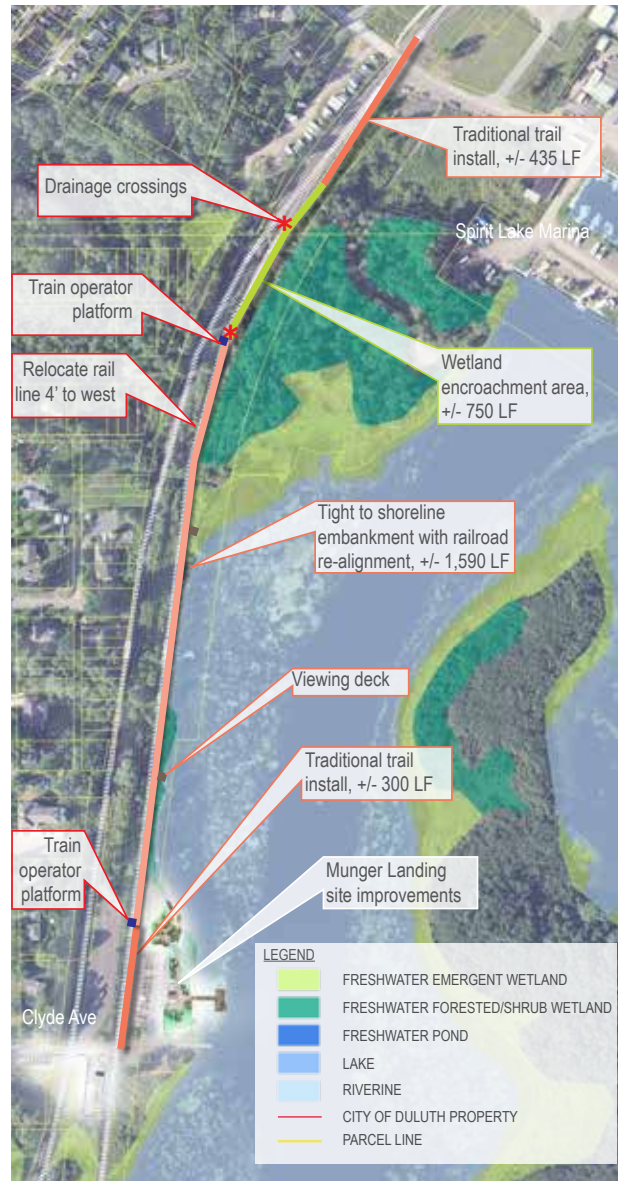 Traditional trail
install, +/- 435 LF
Drainage crossings
Spirit Lake Marina
Train operator
platform
Relocate rail
line 4' to west
Wetland
encroachment area,
+/- 750 LF
Tight to shoreline
embankment with railroad
re-alignment, +/- 1,590 LF
Viewing deck
Traditional trail
install, +/- 300 LF
Train
operator
platform
Munger Landing
site improvements
Clyde Ave
LEGEND
FRESHWATER EMERGENT WETLAND
FRESHWATER FORESTED/SHRUB WETLAND
FRESHWATER POND
LAKE
RIVERINE
CITY OF DULUTH PROPERTY
PARCEL LINE